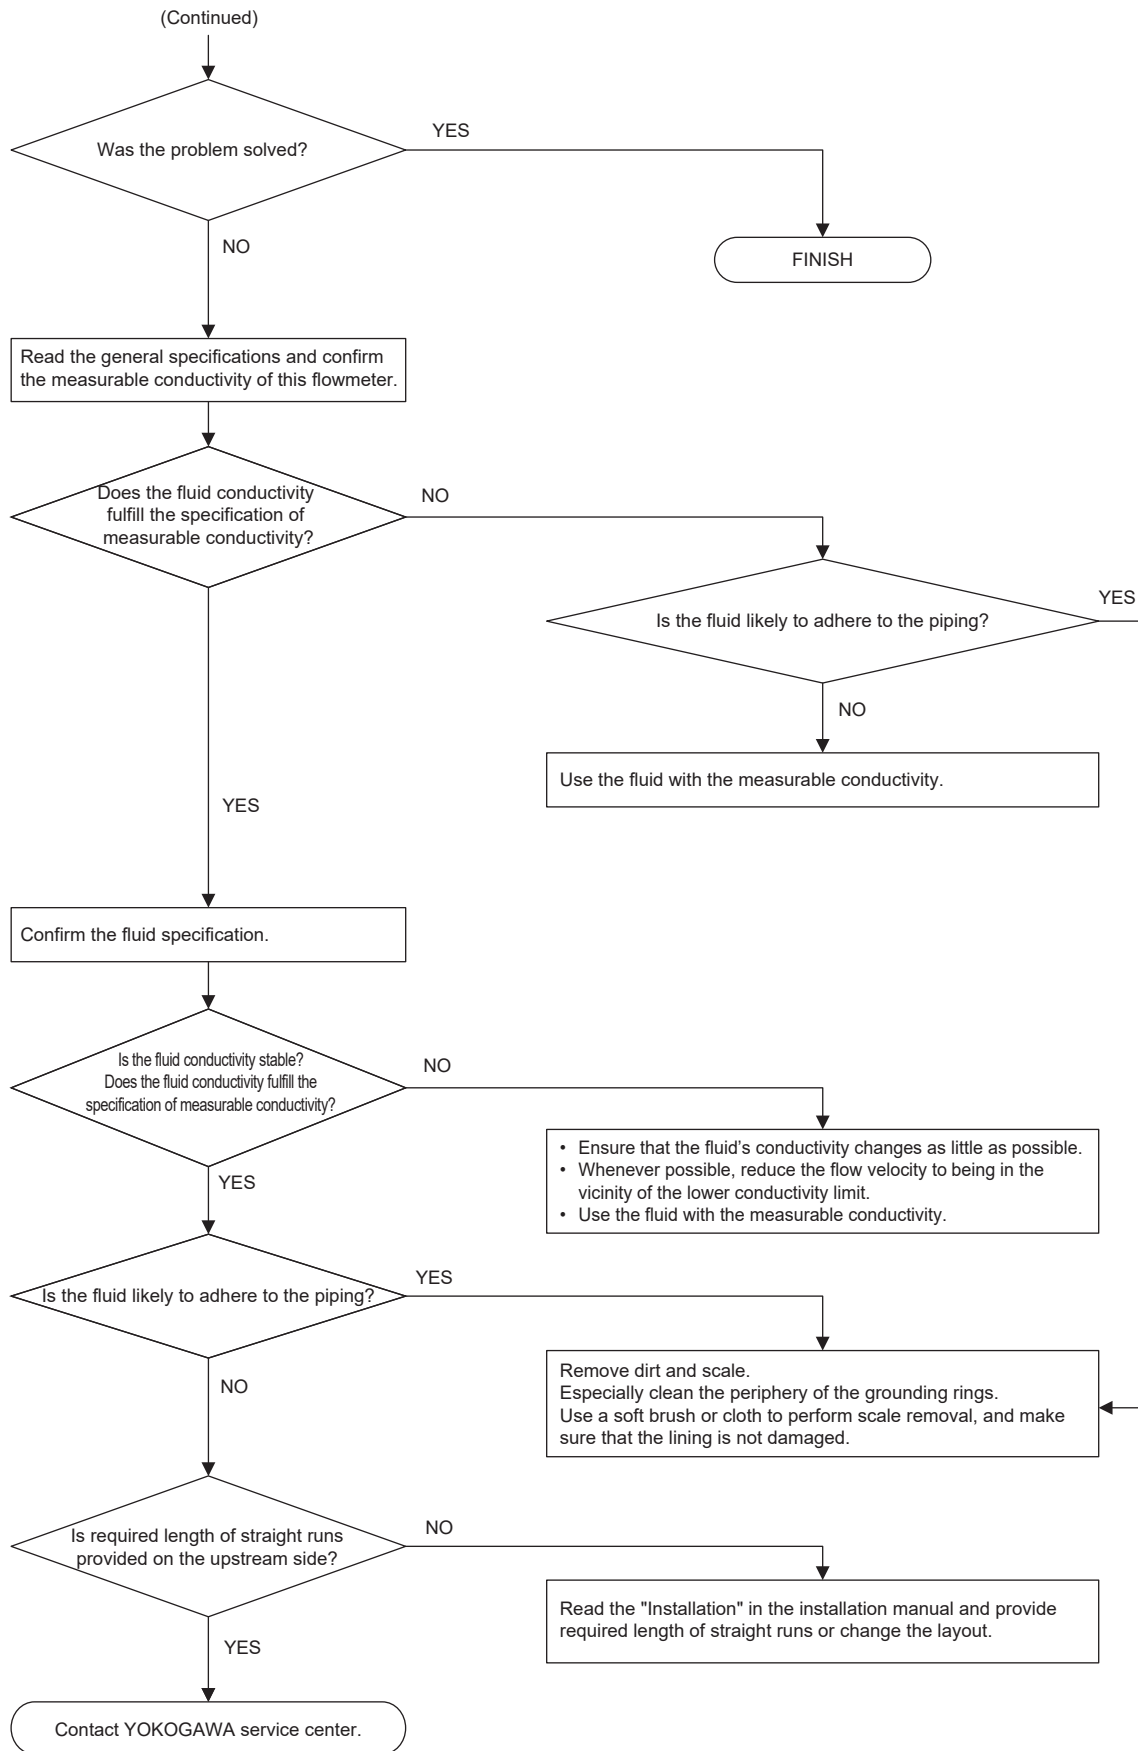 (Continued)
Was the problem solved?
YES
NO
FINISH
Read the general specifications and confirm
the measurable conductivity of this flowmeter.
Does the fluid conductivity
fulfill the specification of
measurable conductivity?
NO
Is the fluid likely to adhere to the piping?
YES
NO
Use the fluid with the measurable conductivity.
YES
Confirm the fluid specification.
Is the fluid conductivity stable?
Does the fluid conductivity fulfill the
specification of measurable conductivity?
NO
• Ensure that the fluid’s conductivity changes as little as possible.
• Whenever possible, reduce the flow velocity to being in the
vicinity of the lower conductivity limit.
• Use the fluid with the measurable conductivity.
YES
Is the fluid likely to adhere to the piping?
YES
Remove dirt and scale.
Especially clean the periphery of the grounding rings.
Use a soft brush or cloth to perform scale removal, and make
sure that the lining is not damaged.
NO
Is required length of straight runs
provided on the upstream side?
NO
Read the "Installation" in the installation manual and provide
required length of straight runs or change the layout.
YES
Contact YOKOGAWA service center.